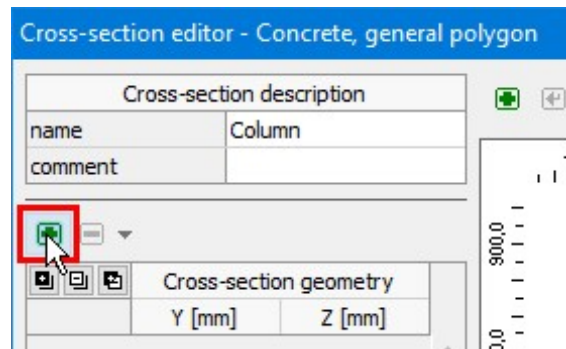 Cross-section editor - Concrete, general polygon
Cross-section description
name Column
comment
900,0
Cross-section geometry
Y [mm] Z [mm]